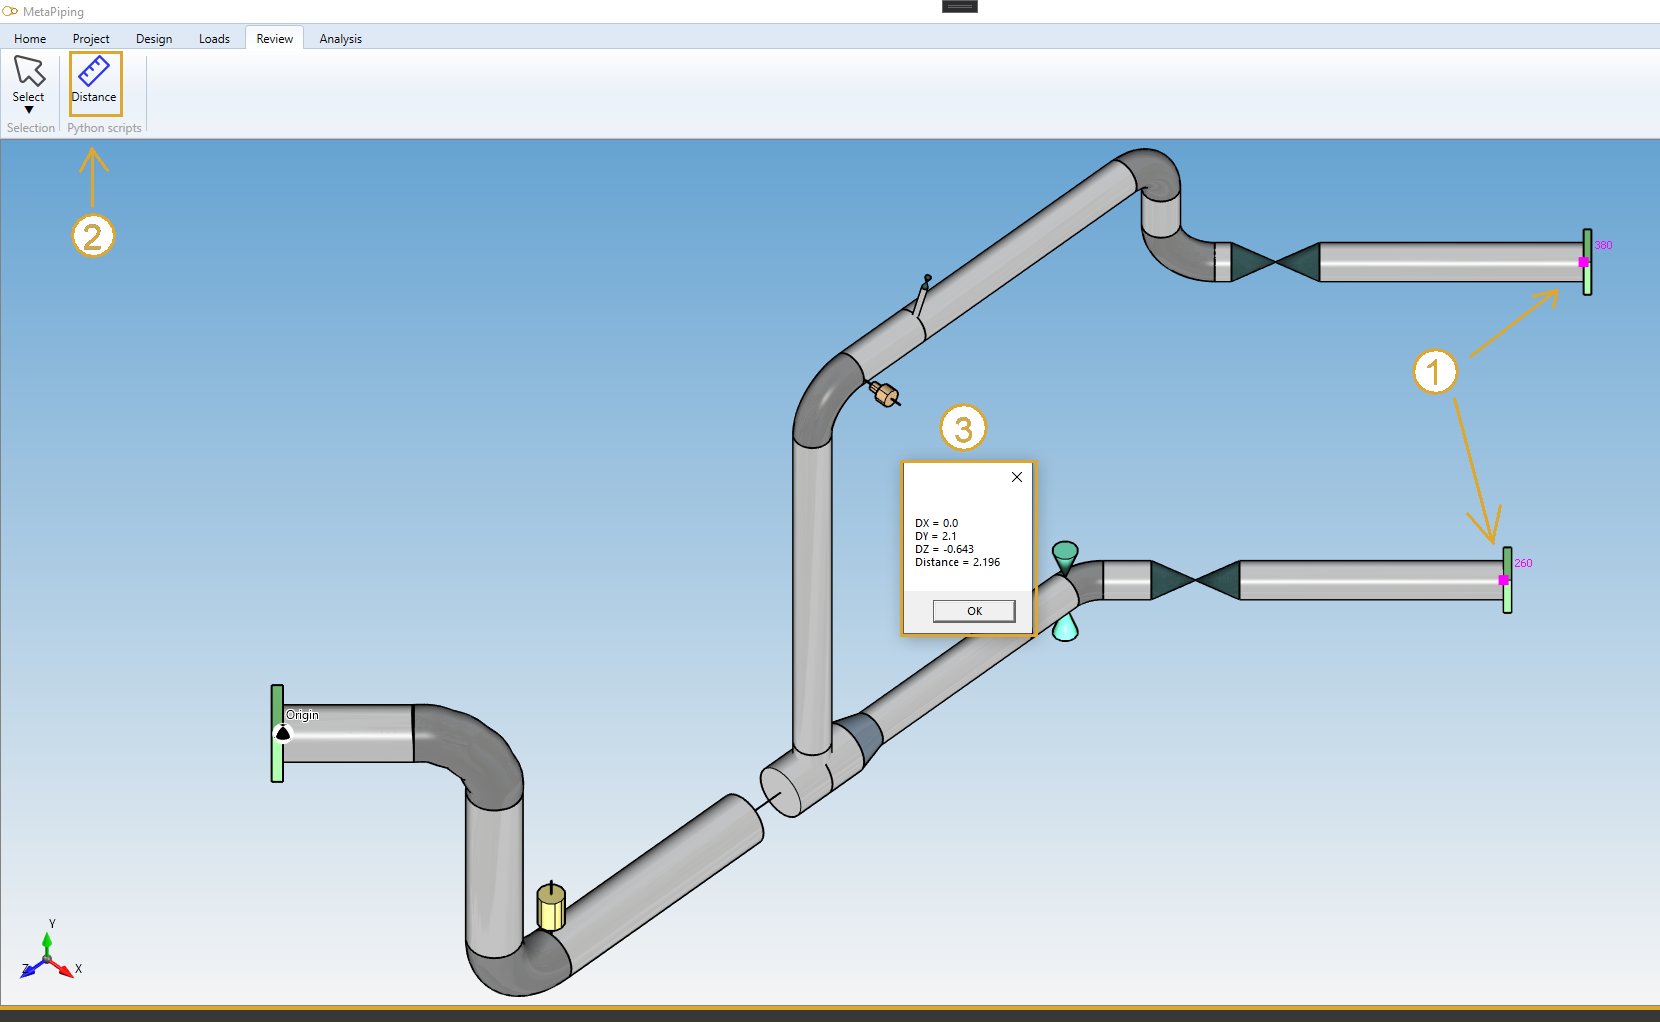 MetaPiping
Home Project Design Loads Review Analysis
Select
Distance
Selection
Python scripts
2
380
1
3
DX = 0.0
DY = 2.1
DZ = -0.643
Distance = 2.196
OK
260
Origin
Y
Z
X